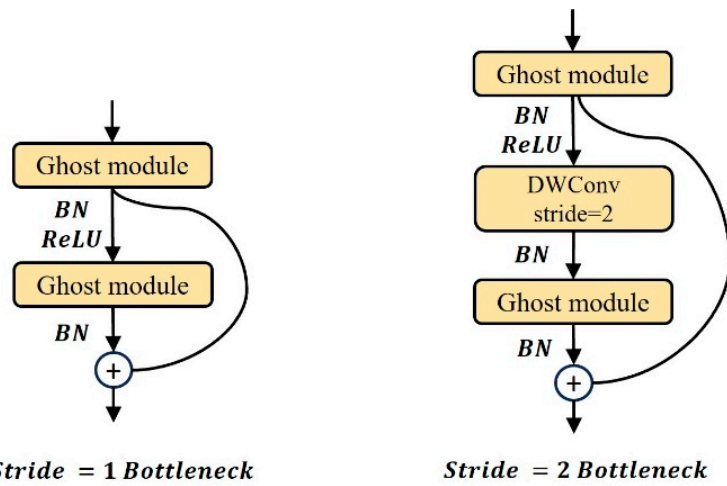 Ghost module
BN
ReLU
Ghost module
BN
+
Stride = 1 Bottleneck
Ghost module
BN
ReLU
DWConv
stride=2
BN
Ghost module
BN
+
Stride = 2 Bottleneck